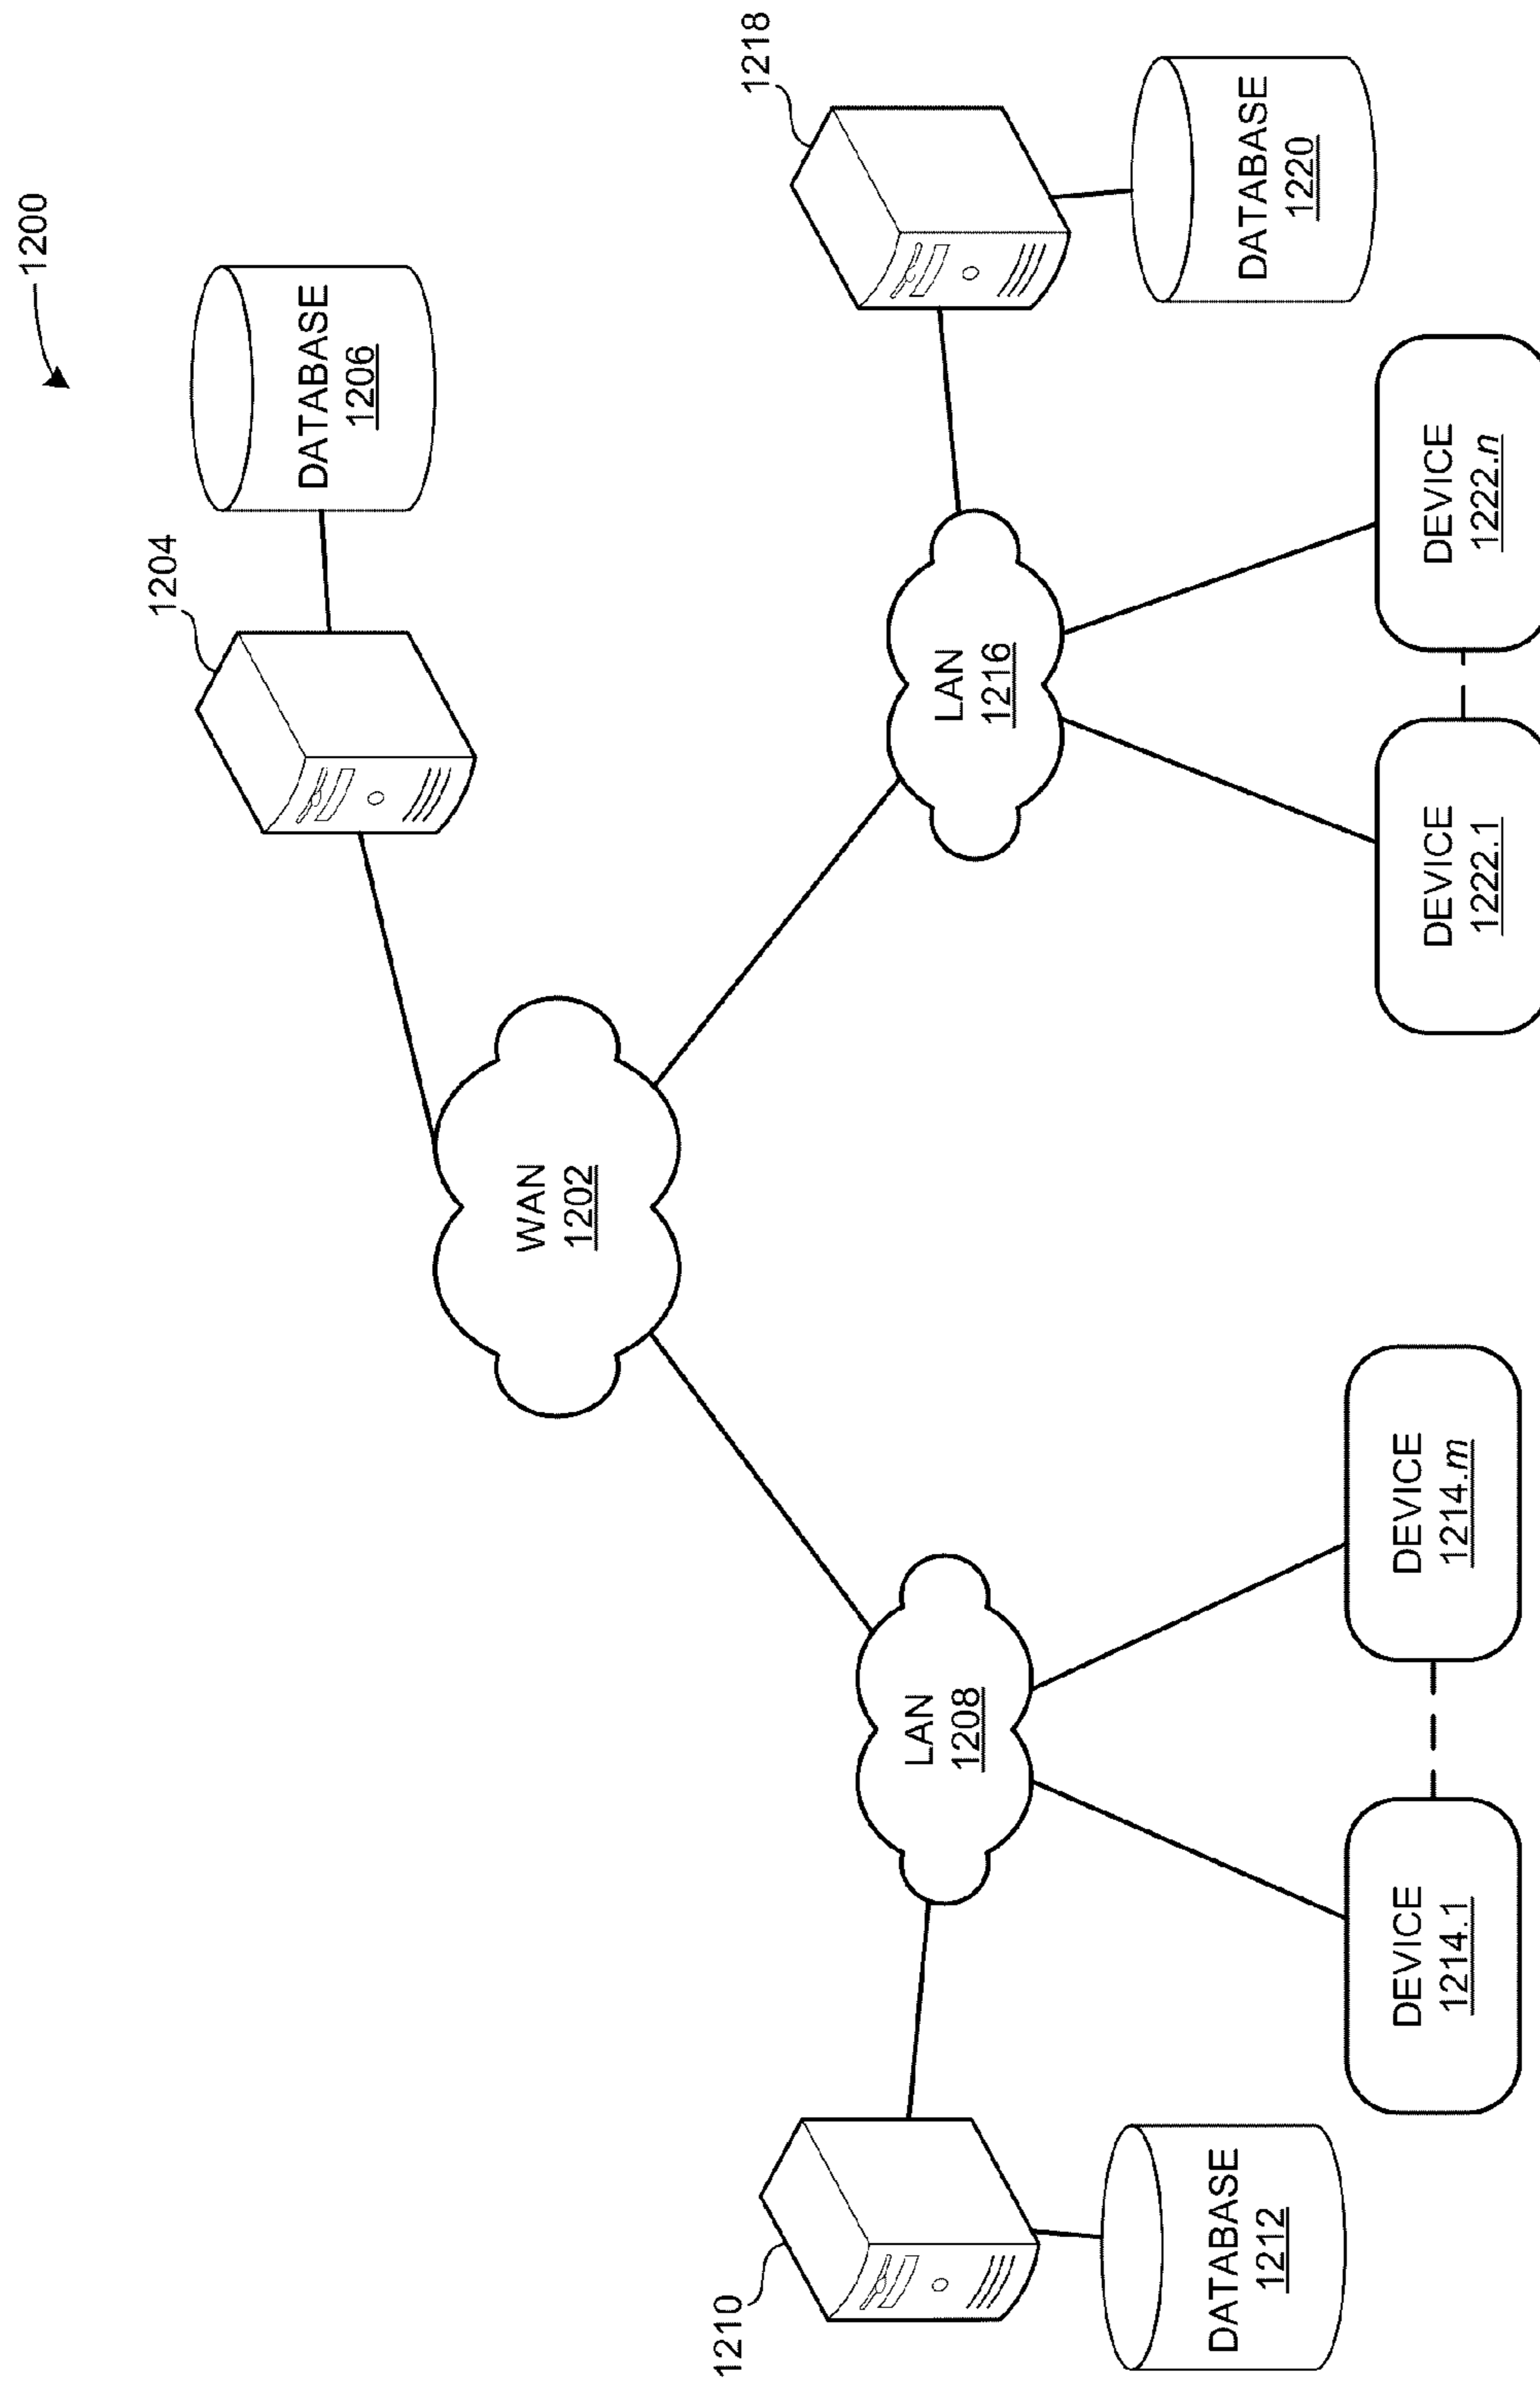 1200
1204
DATABASE
1206
WAN
1202
1210
LAN
1208
LAN
1216
1218
DATABASE
1212
DATABASE
1220
DEVICE
1214.1
DEVICE
1214.m
DEVICE
1222.1
DEVICE
1222.n